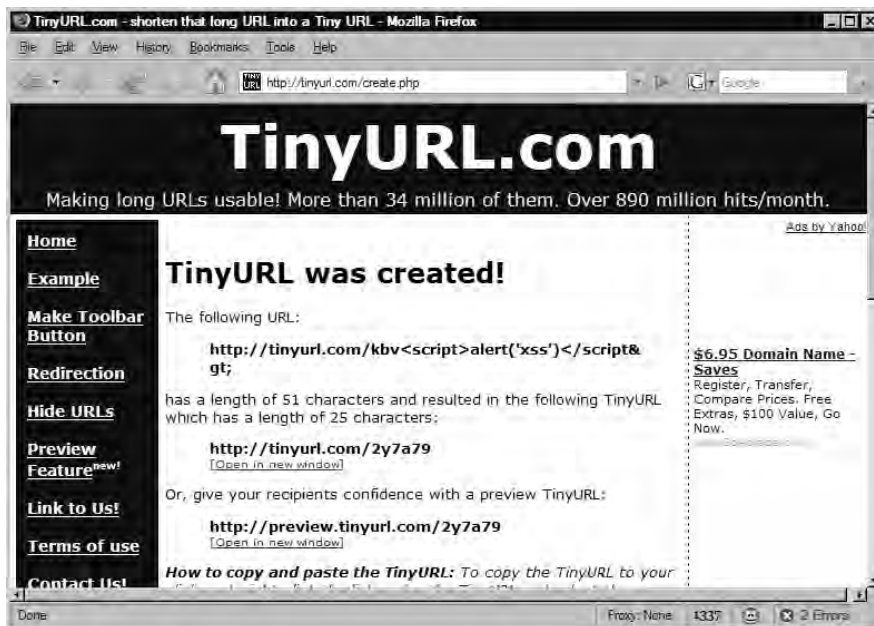 TinyURL.com - shorten that long URL into a Tiny URL - Mozilla Firefox
File Edit View History Bookmarks Tools Help
TINY URL http://tinyurl.com/create.php G Google
TinyURL.com
Making long URLs usable! More than 34 million of them. Over 890 million hits/month.
Home
Example
Make Toolbar
Button
Redirection
Hide URLs
Preview
Feature new!
Link to Us!
Terms of use
Contact Us!
TinyURL was created!
The following URL:
http://tinyurl.com/kbv<script>alert('xss')</script&
gt;
has a length of 51 characters and resulted in the following TinyURL
which has a length of 25 characters:
http://tinyurl.com/2y7a79
[Open in new window]
Or, give your recipients confidence with a preview TinyURL:
http://preview.tinyurl.com/2y7a79
[Open in new window]
How to copy and paste the TinyURL: To copy the TinyURL to your
Ads by Yahoo!
$6.95 Domain Name -
Saves
Register, Transfer,
Compare Prices. Free
Extras, $100 Value, Go
Now.
Done Proxy: None 1337 2 Errors